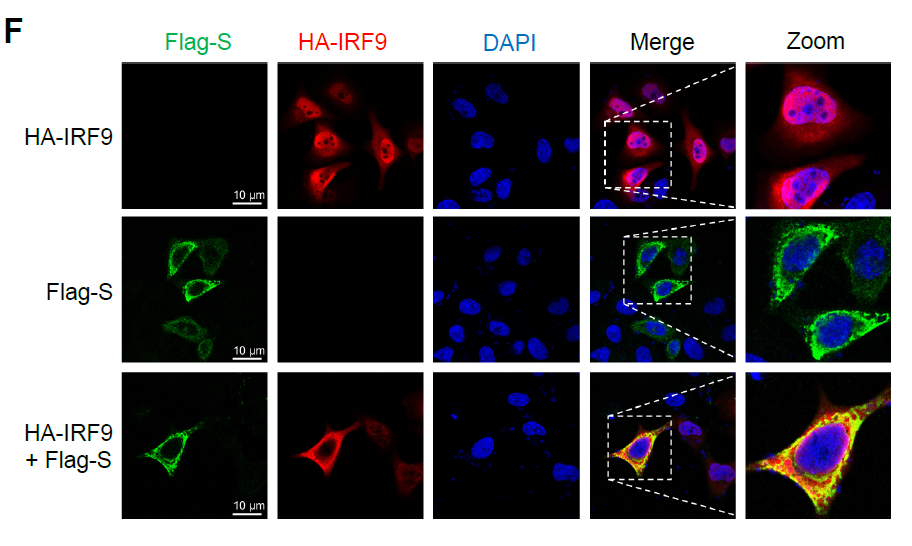 F
Flag-S HA-IRF9 DAPI Merge Zoom
HA-IRF9
10 μm
Flag-S
10 μm
HA-IRF9
+ Flag-S
10 μm